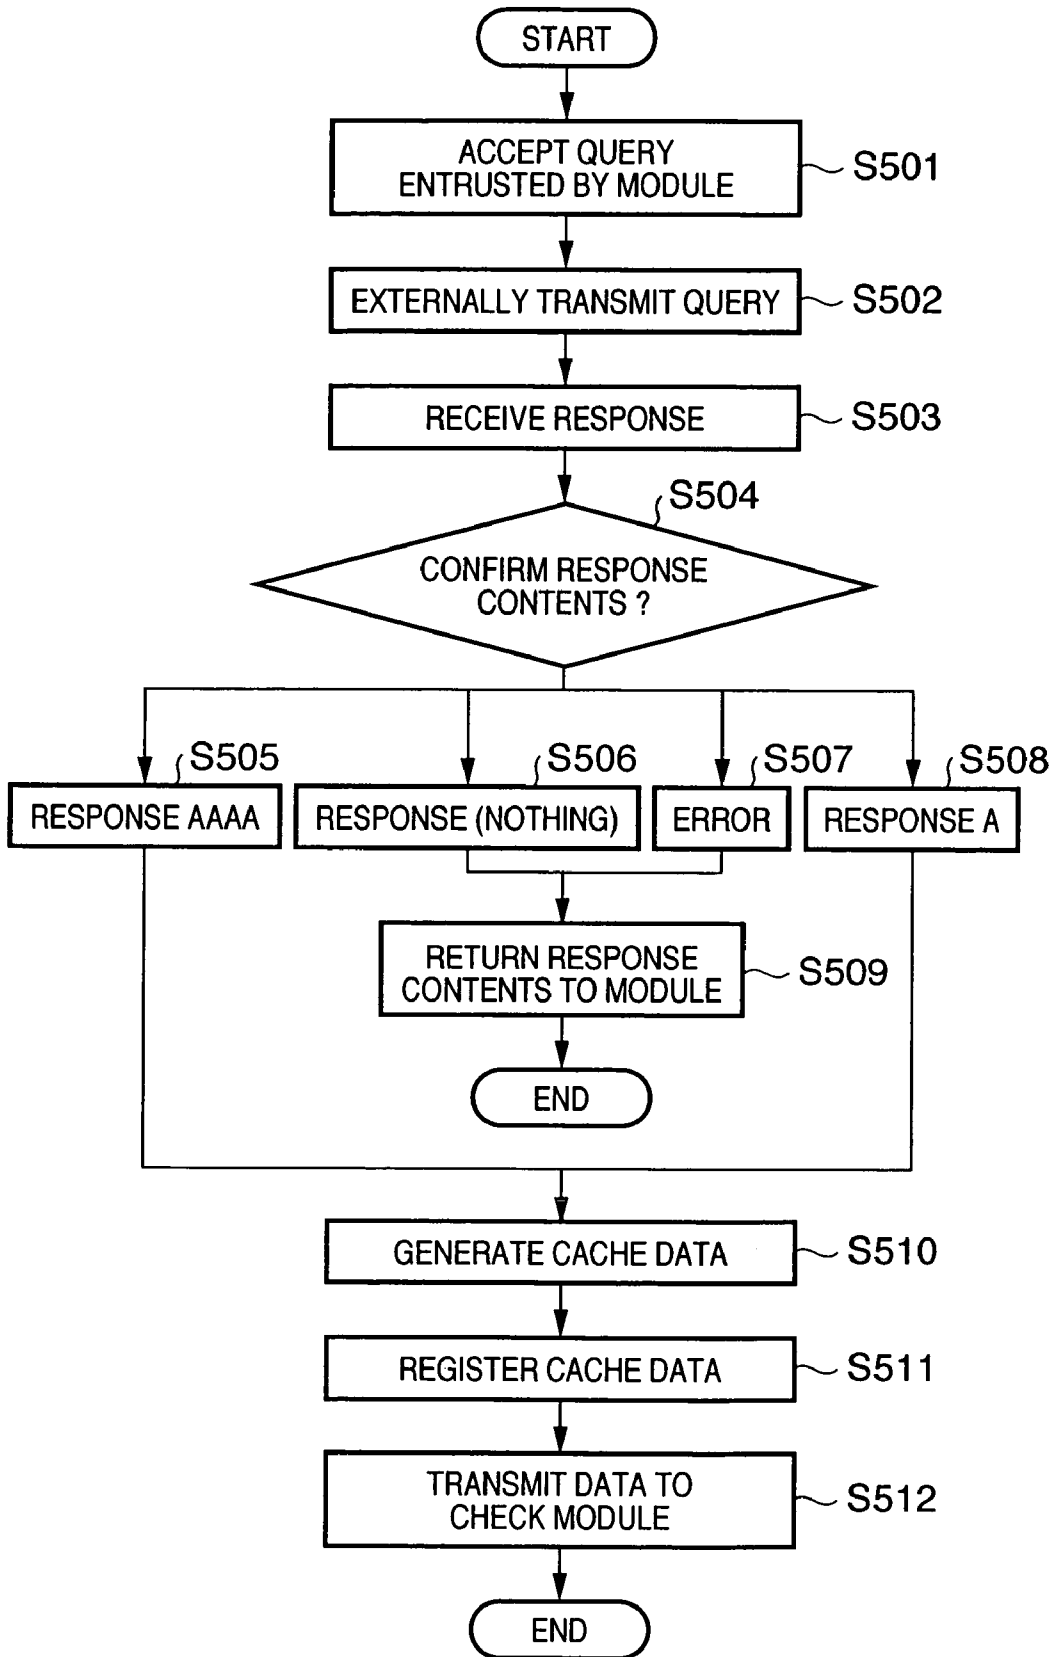 START
ACCEPT QUERY
ENTRUSTED BY MODULE
S501
EXTERNALLY TRANSMIT QUERY
S502
RECEIVE RESPONSE
S503
S504
CONFIRM RESPONSE
CONTENTS ?
S505
S506
S507
S508
RESPONSE AAAA
RESPONSE (NOTHING)
ERROR
RESPONSE A
RETURN RESPONSE
CONTENTS TO MODULE
S509
END
GENERATE CACHE DATA
S510
REGISTER CACHE DATA
S511
TRANSMIT DATA TO
CHECK MODULE
S512
END